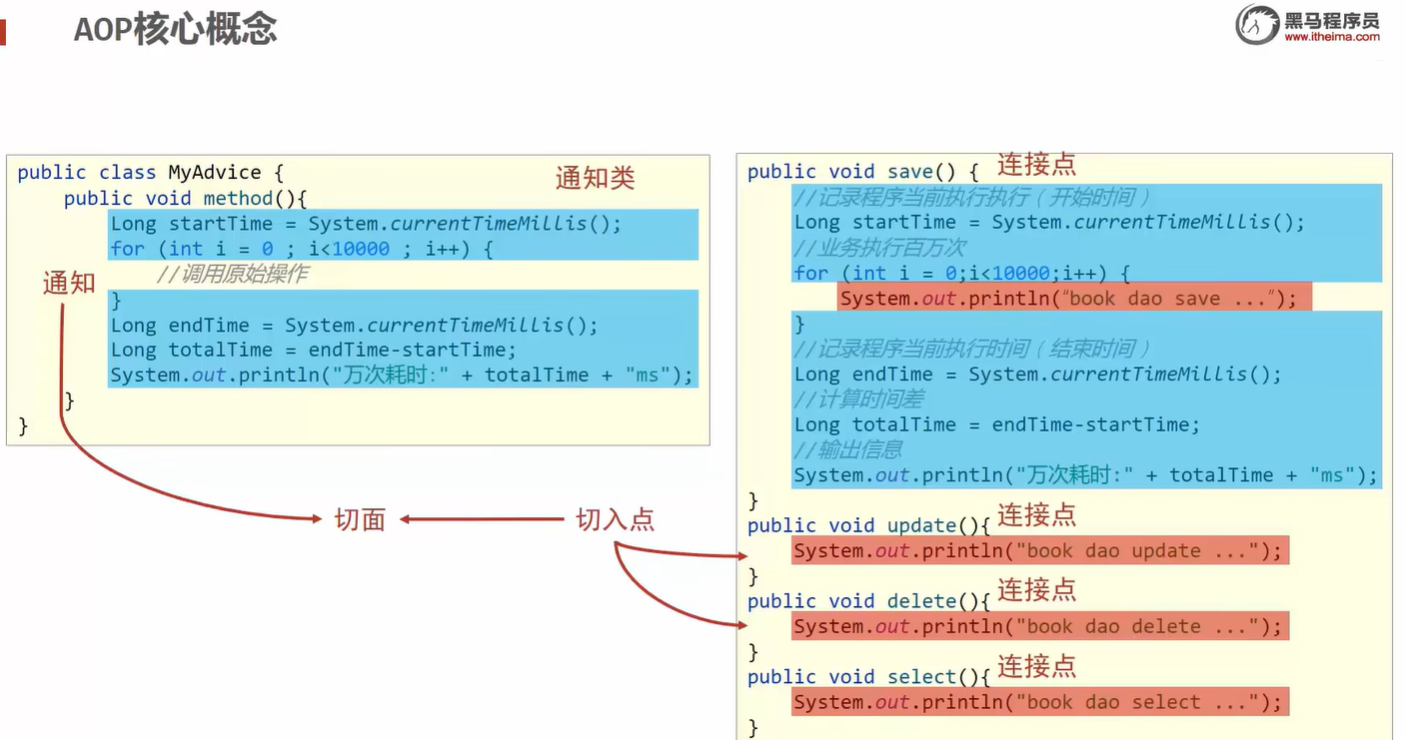 AOP核心概念
黑马程序员
www.itheima.com
public class MyAdvice {
通知类
public void method(){
Long startTime = System.currentTimeMillis();
for (int i = 0 ; i<10000 ; i++) {
//调用原始操作
通知
}
Long endTime = System.currentTimeMillis();
Long totalTime = endTime-startTime;
System.out.println("万次耗时:" + totalTime + "ms");
}
}
切面
切入点
public void save() {
连接点
//记录程序当前执行执行（开始时间）
Long startTime = System.currentTimeMillis();
//业务执行百万次
for (int i = 0;i<10000;i++) {
System.out.println(“book dao save ...”);
}
//记录程序当前执行时间（结束时间）
Long endTime = System.currentTimeMillis();
//计算时间差
Long totalTime = endTime-startTime;
//输出信息
System.out.println("万次耗时:" + totalTime + "ms");
}
public void update(){
连接点
System.out.println("book dao update ...");
}
public void delete(){
连接点
System.out.println("book dao delete ...");
}
public void select(){
连接点
System.out.println("book dao select ...");
}